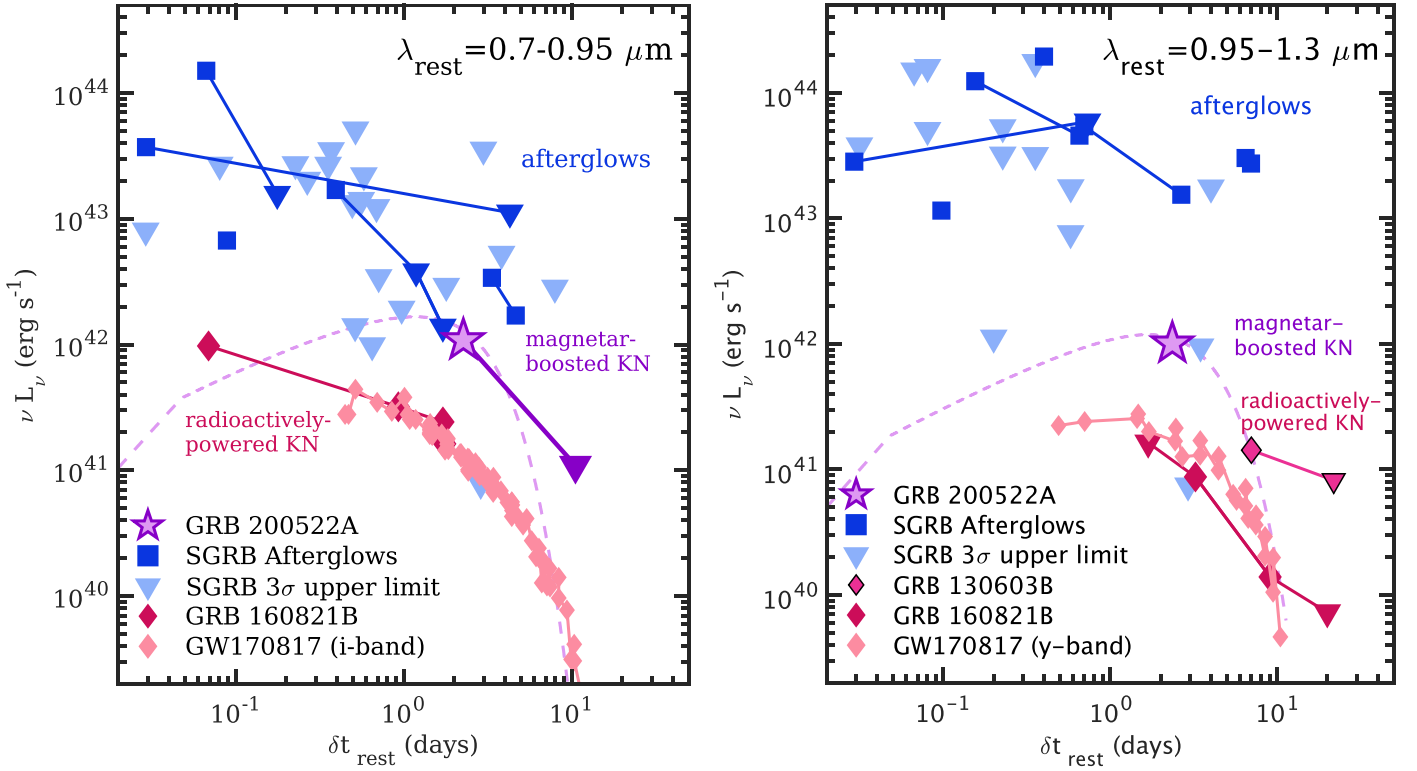 λrest=0.7-0.95 μm
afterglows
magnetar-
boosted KN
radioactively-
powered KN
GRB 200522A
SGRB Afterglows
SGRB 3σ upper limit
GRB 160821B
GW170817 (i-band)
10^44
10^43
10^42
10^41
10^40
ν Lν (erg s^-1)
10^-1
10^0
10^1
δt rest (days)
λrest=0.95–1.3 μm
afterglows
magnetar–
boosted KN
radioactively–
powered KN
GRB 200522A
SGRB Afterglows
SGRB 3σ upper limit
GRB 130603B
GRB 160821B
GW170817 (y-band)
10^44
10^43
10^42
10^41
10^40
ν Lν (erg s^−1)
10^-1
10^0
10^1
δt rest (days)